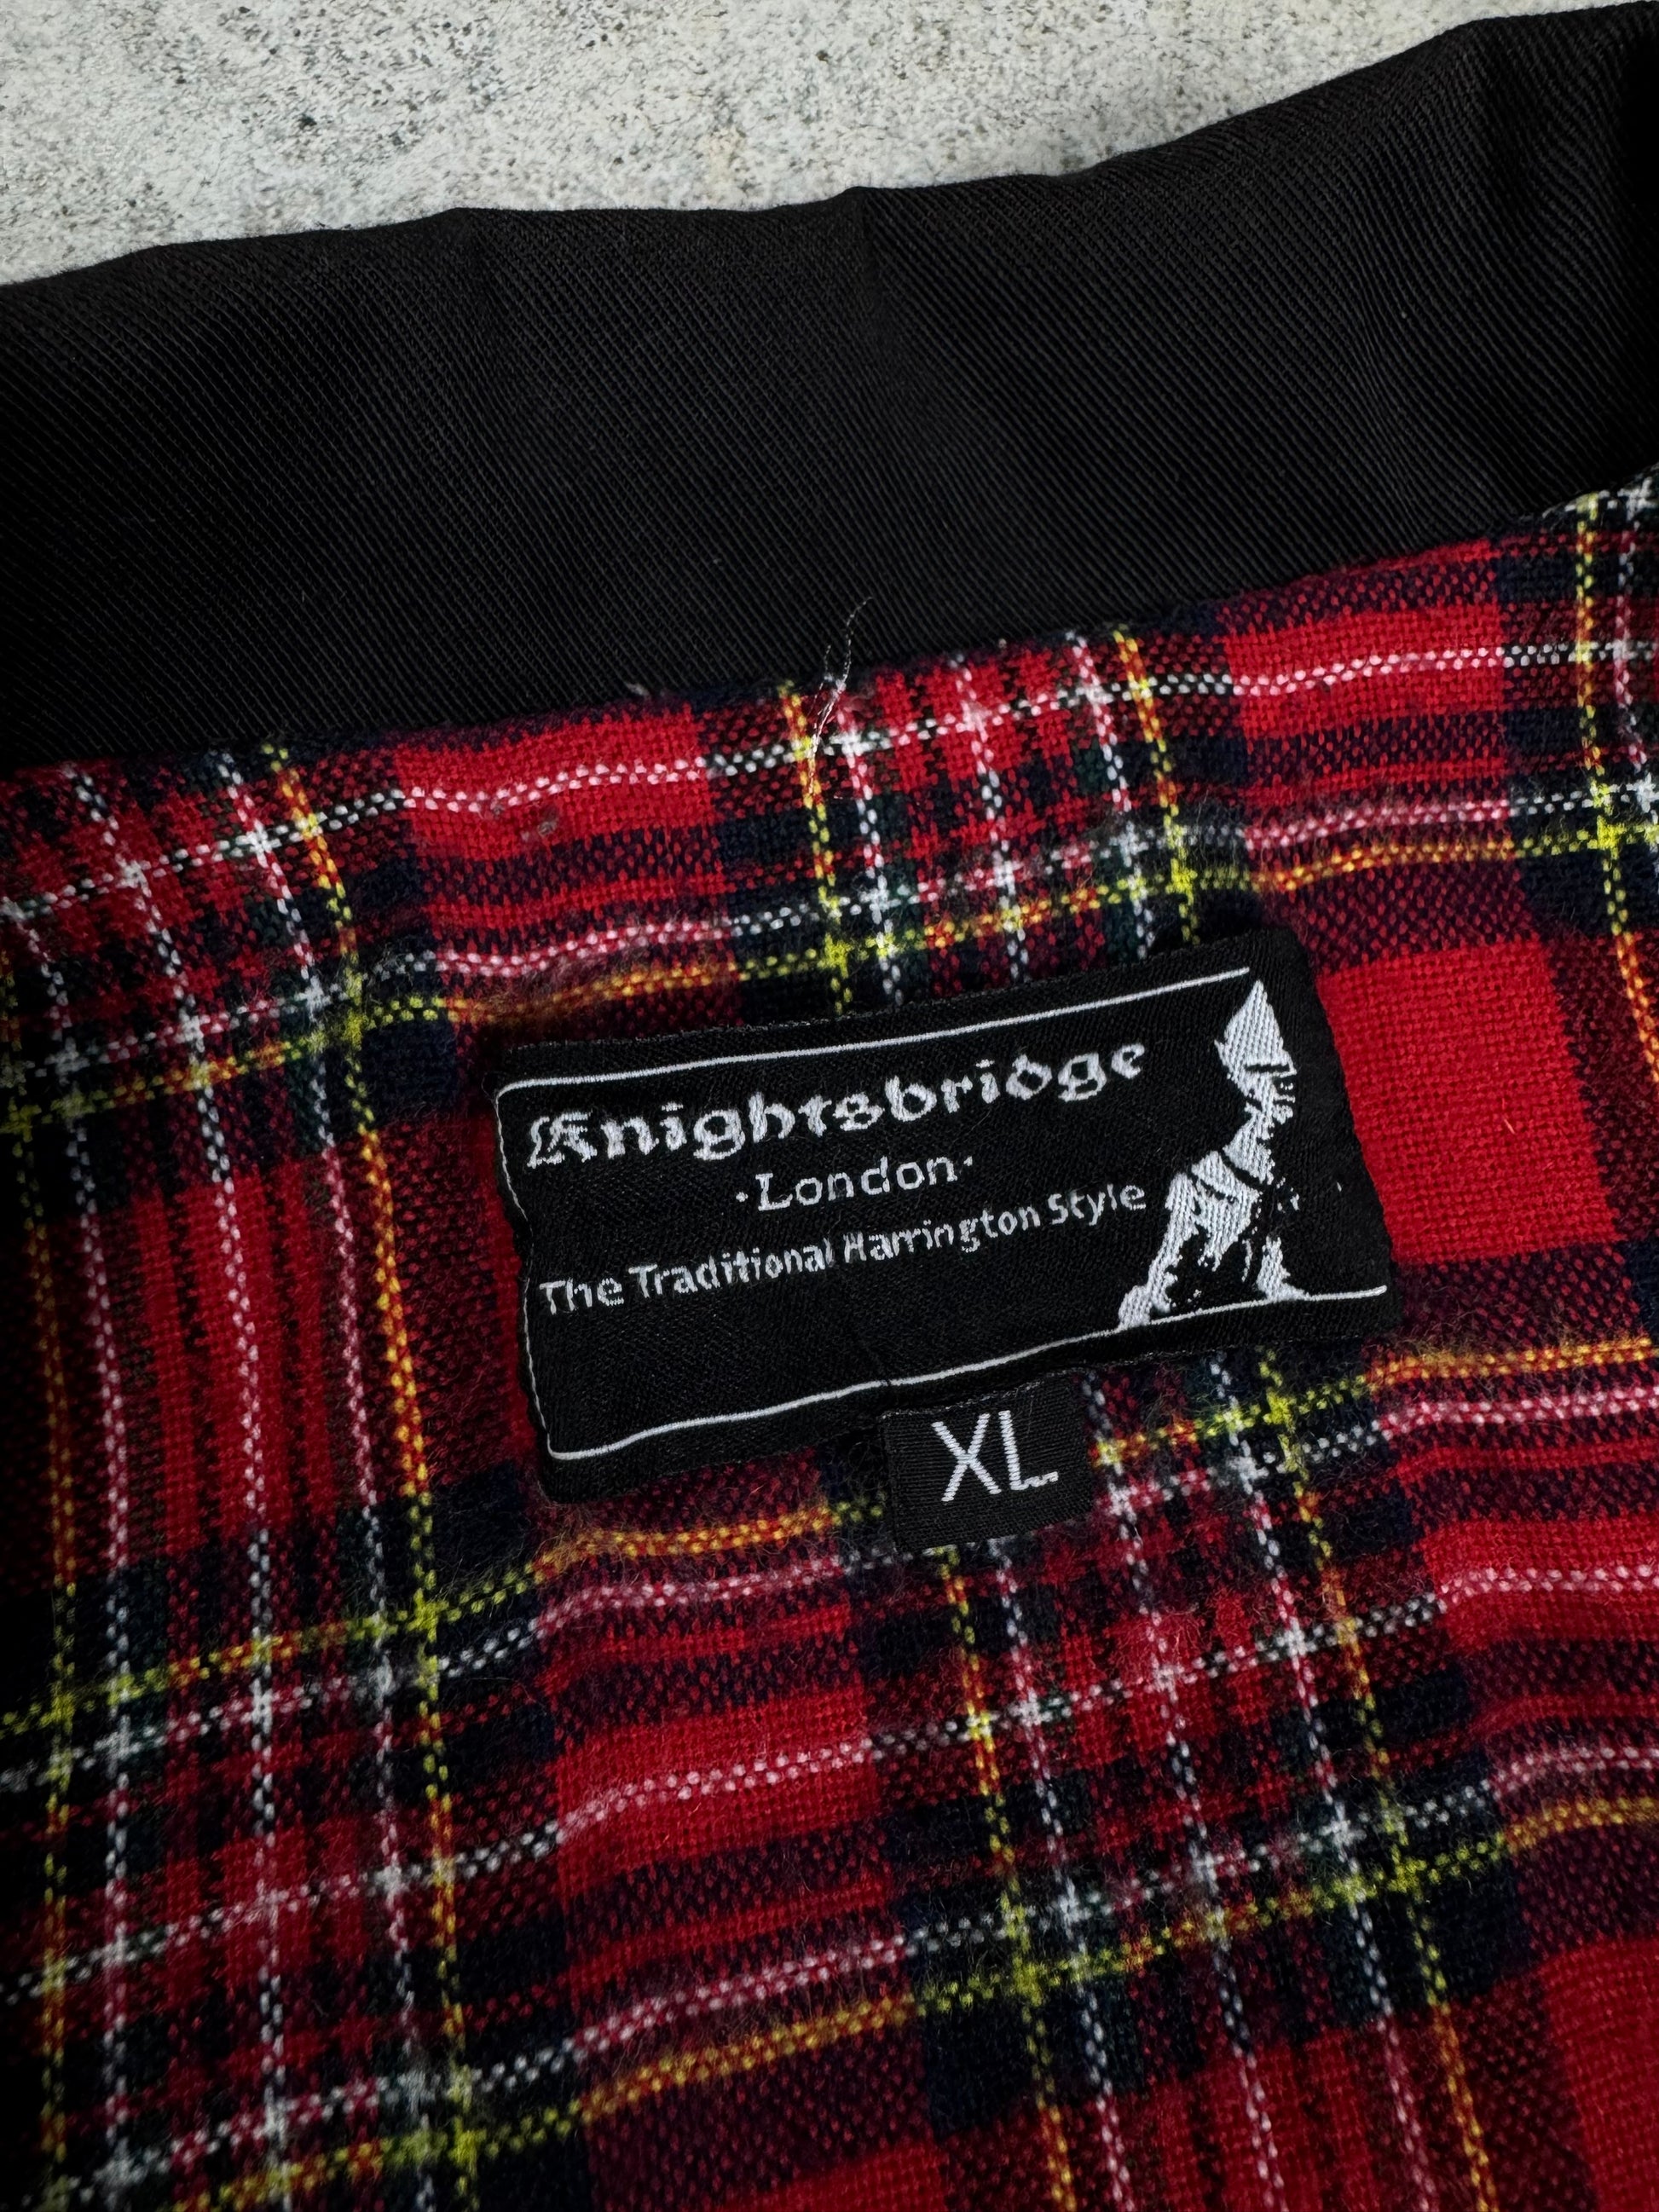 Knightsbridge
·London·
The Traditional Harrington Style
XL